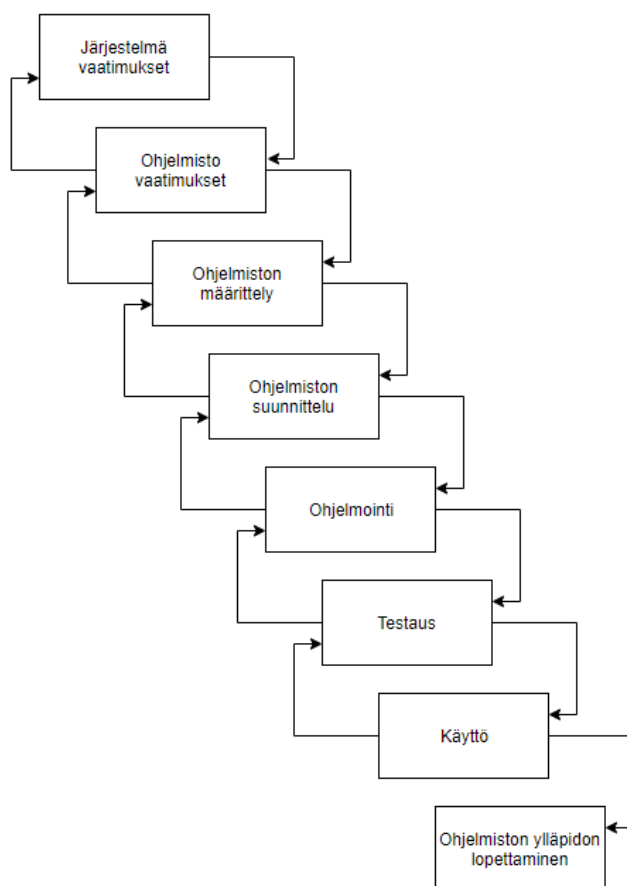 Järjestelmä
vaatimukset
Ohjelmisto
vaatimukset
Ohjelmiston
määrittely
Ohjelmiston
suunnittelu
Ohjelmointi
Testaus
Käyttö
Ohjelmiston ylläpidon
lopettaminen